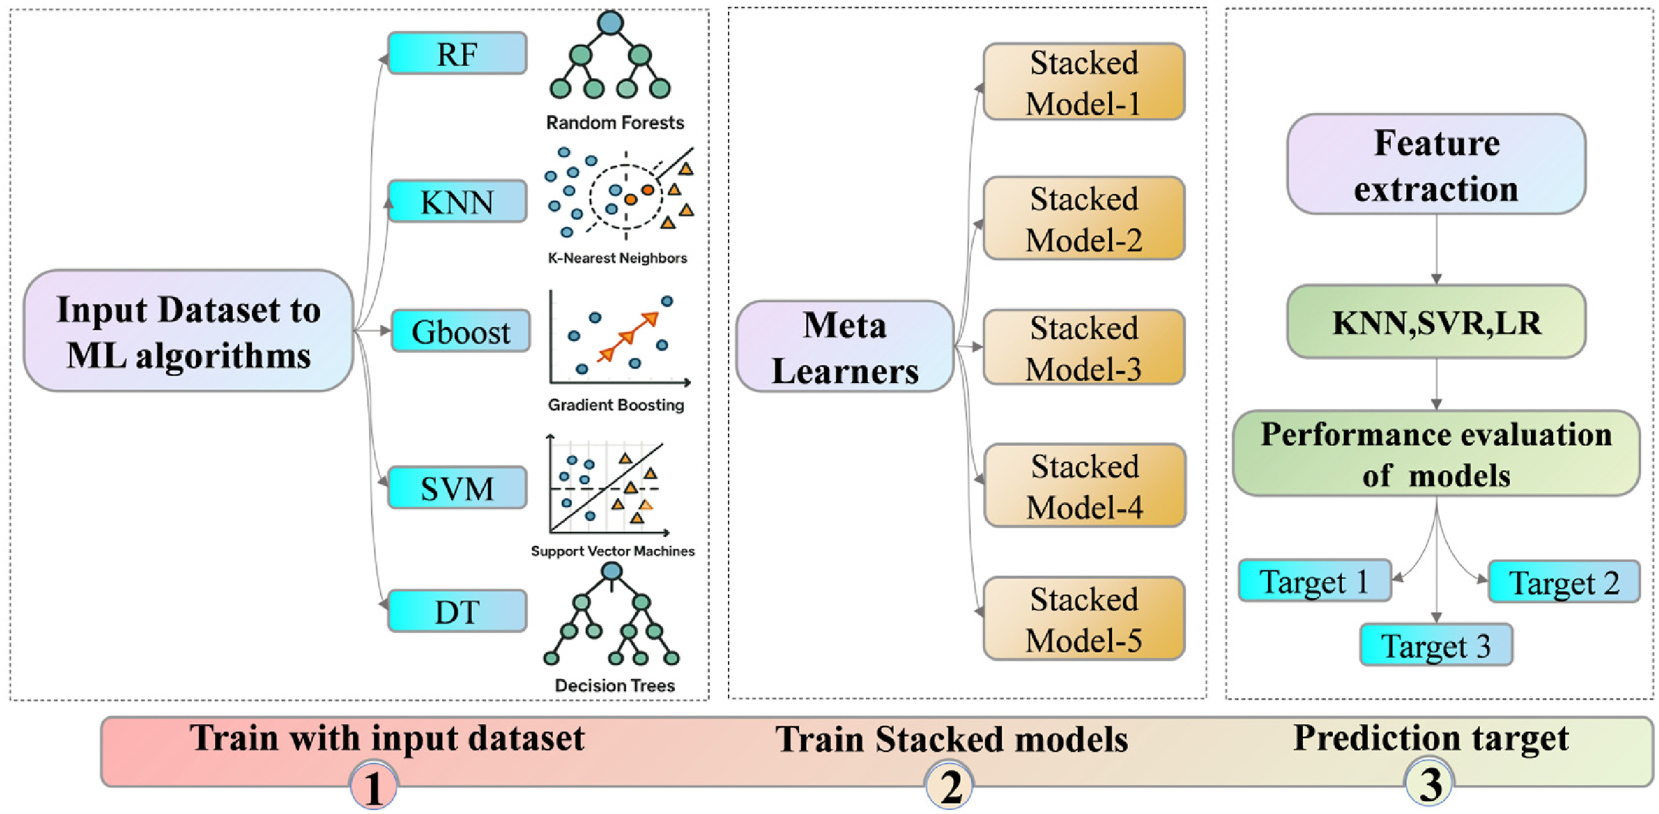 Input Dataset to
ML algorithms
RF
Random Forests
KNN
K-Nearest Neighbors
Gboost
Gradient Boosting
SVM
Support Vector Machines
DT
Decision Trees
Meta
Learners
Stacked
Model-1
Stacked
Model-2
Stacked
Model-3
Stacked
Model-4
Stacked
Model-5
Feature
extraction
KNN,SVR,LR
Performance evaluation
of models
Target 1
Target 2
Target 3
Train with input dataset
1
Train Stacked models
2
Prediction target
3